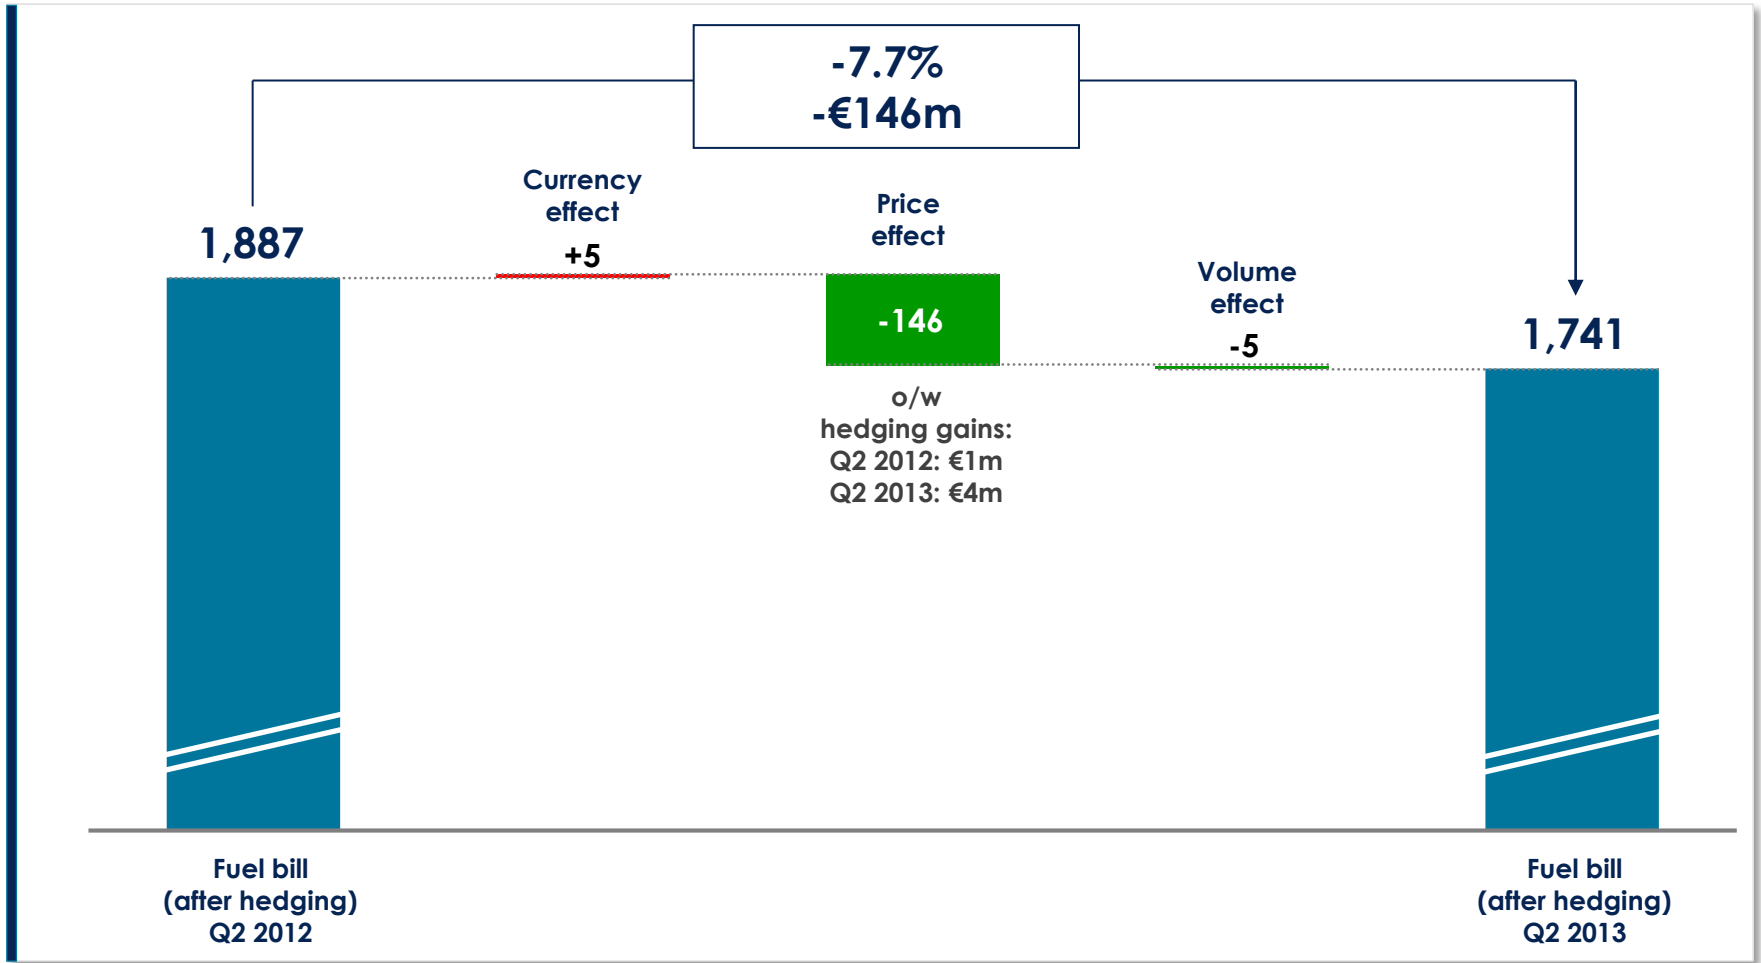 -7.7%
-€146m
Currency
effect
+5
Price
effect
1,887
Volume
effect
-5
-146
1,741
o/w
hedging gains:
Q2 2012: €1m
Q2 2013: €4m
Fuel bill
(after hedging)
Q2 2012
Fuel bill
(after hedging)
Q2 2013